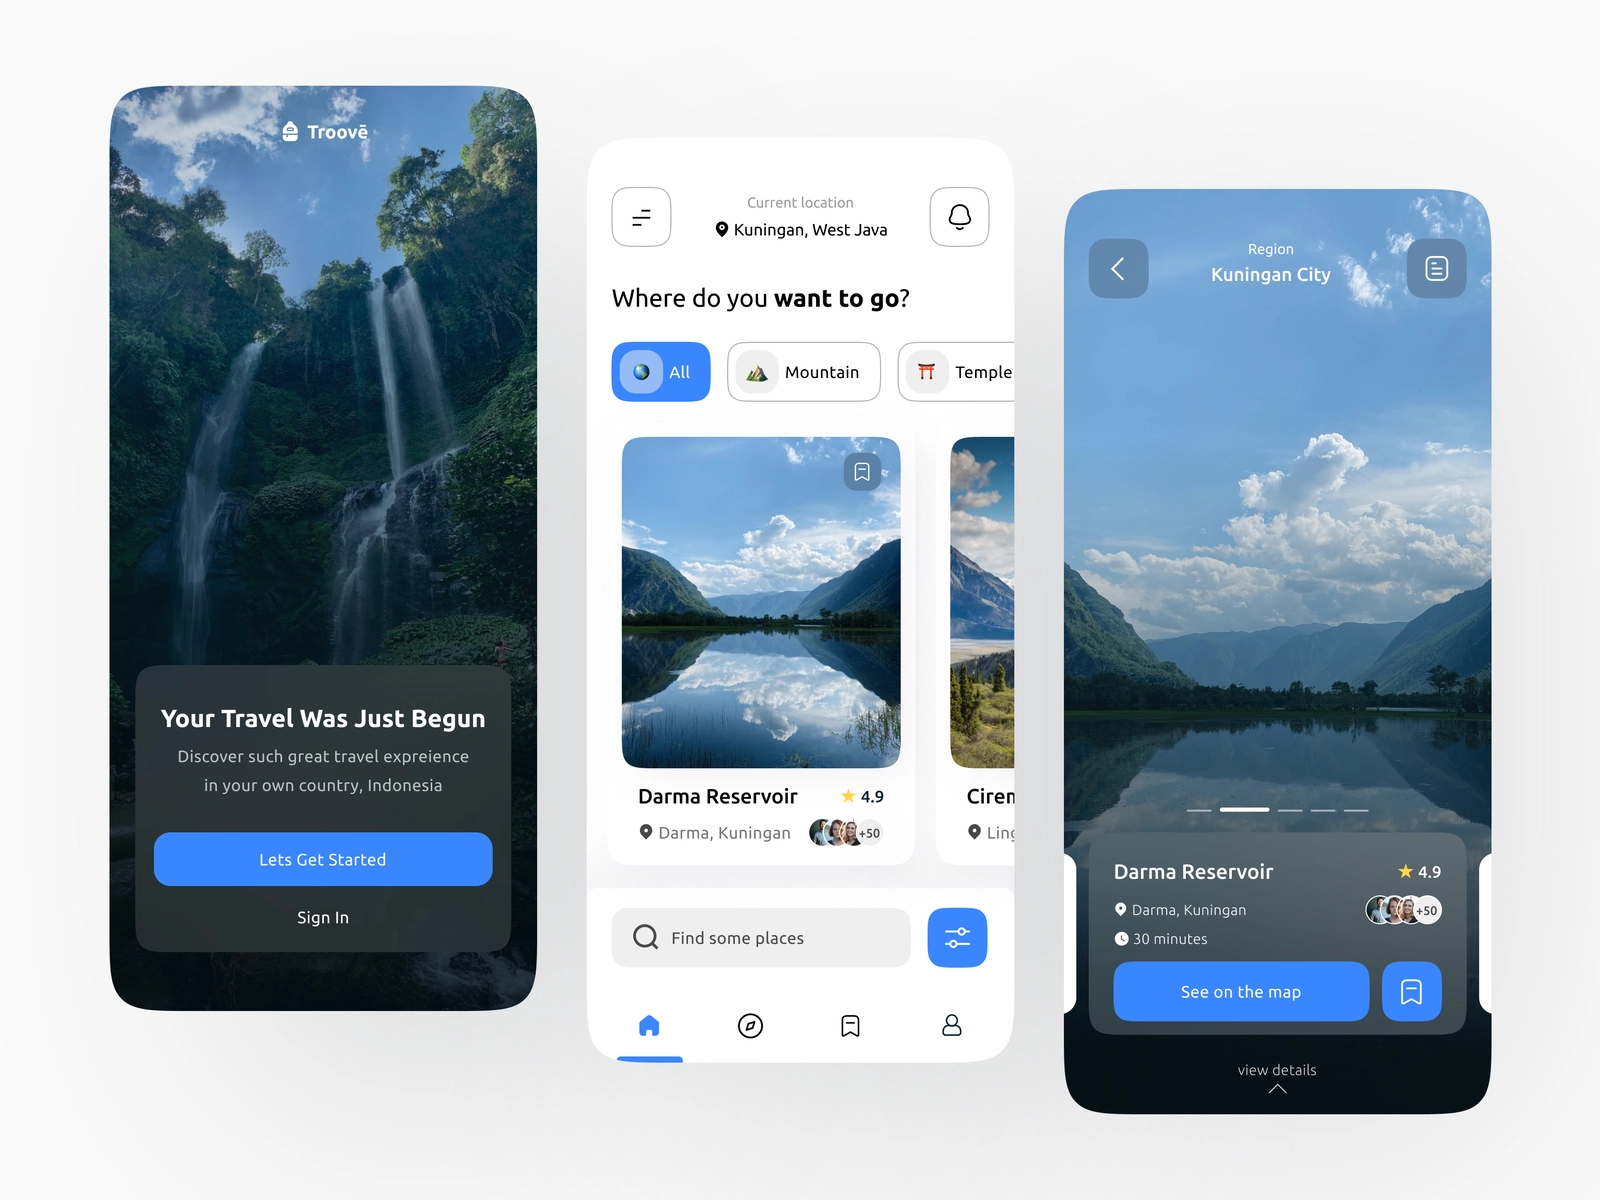 Troovē
Your Travel Was Just Begun
Discover such great travel expreience
in your own country, Indonesia
Lets Get Started
Sign In
Current location
Kuningan, West Java
Where do you want to go?
All
Mountain
Temple
Darma Reservoir
4.9
Darma, Kuningan
+50
Cirem
Ling
Find some places
Region
Kuningan City
Darma Reservoir
4.9
Darma, Kuningan
+50
30 minutes
See on the map
view details